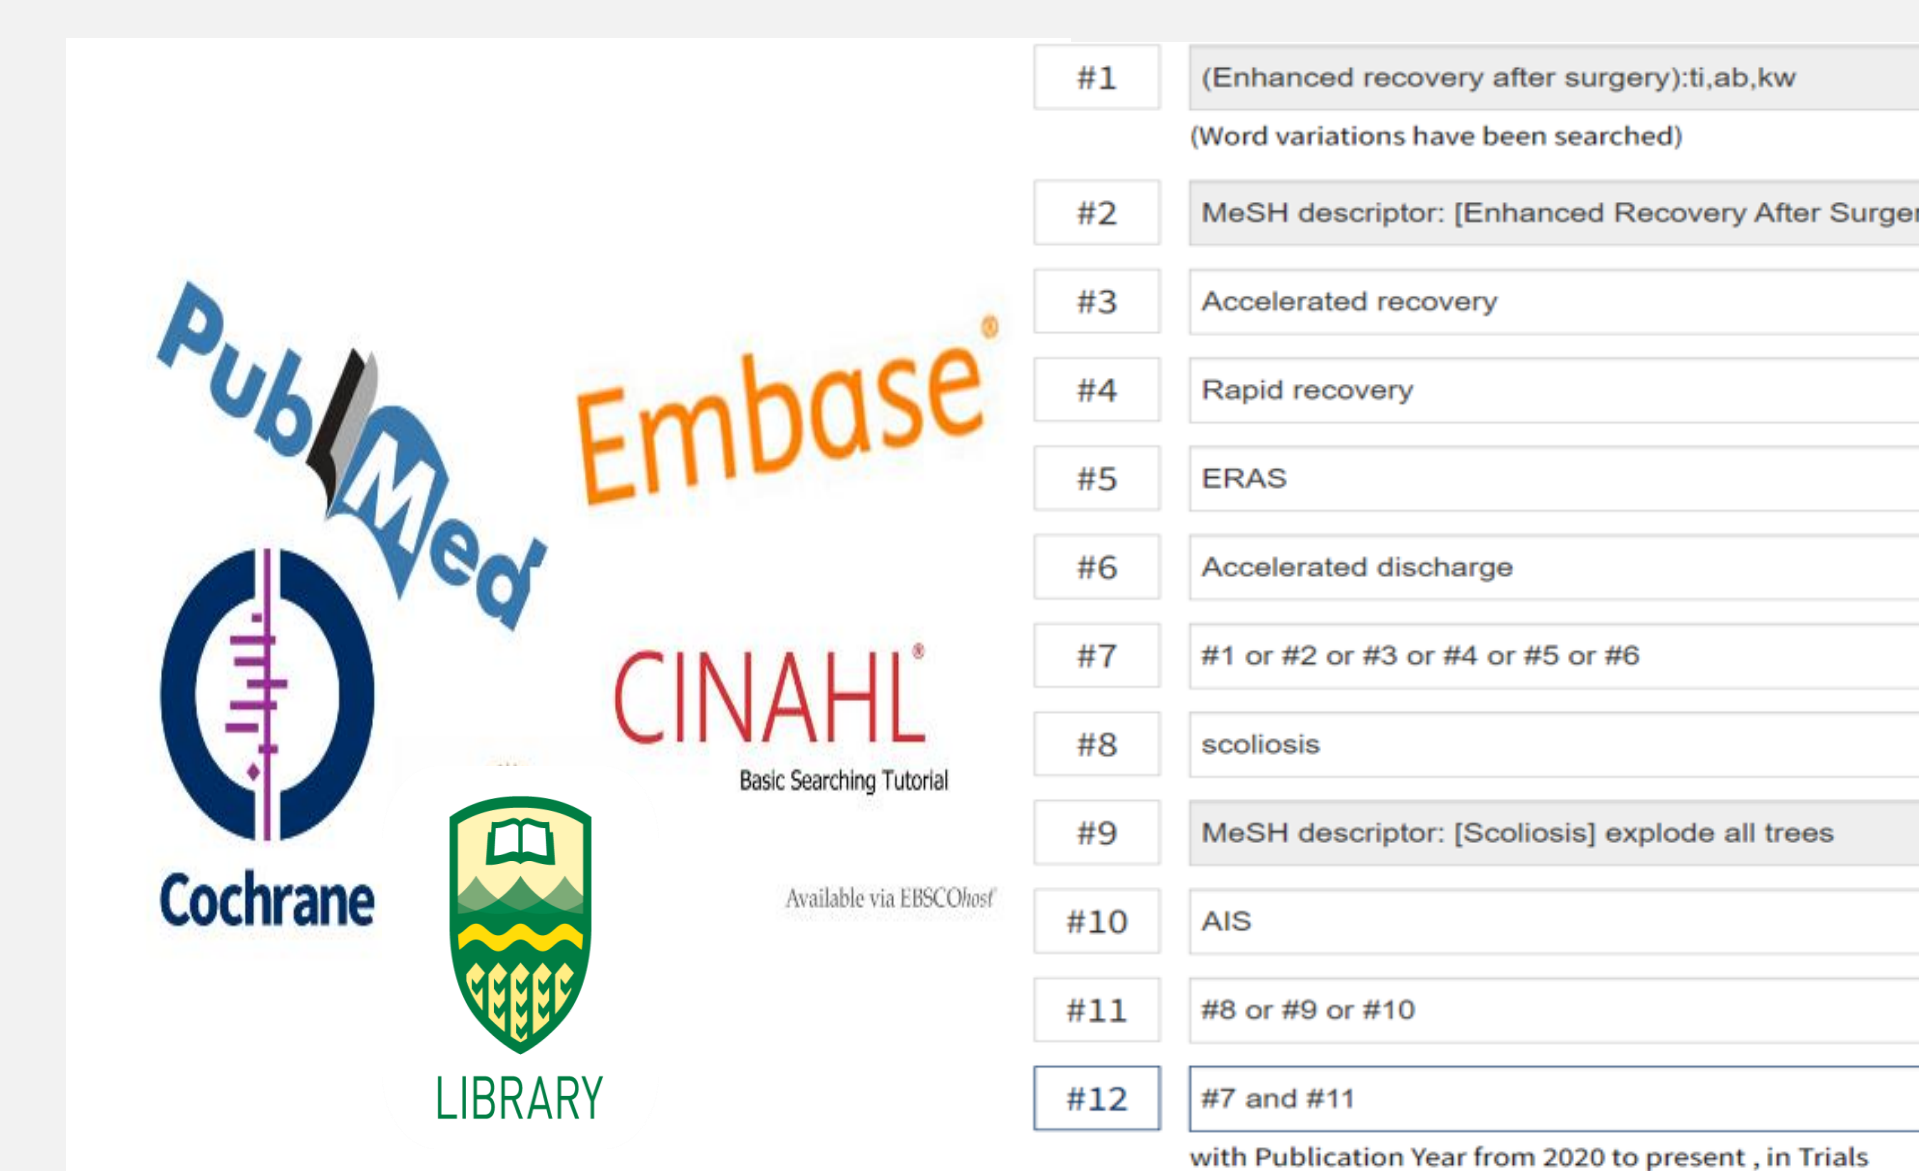 PubMed
Embase®
Cochrane
CINAHL®
Basic Searching Tutorial
Available via EBSCOhost
LIBRARY
#1 (Enhanced recovery after surgery):ti,ab,kw
(Word variations have been searched)
#2 MeSH descriptor: [Enhanced Recovery After Surger
#3 Accelerated recovery
#4 Rapid recovery
#5 ERAS
#6 Accelerated discharge
#7 #1 or #2 or #3 or #4 or #5 or #6
#8 scoliosis
#9 MeSH descriptor: [Scoliosis] explode all trees
#10 AIS
#11 #8 or #9 or #10
#12 #7 and #11
with Publication Year from 2020 to present , in Trials